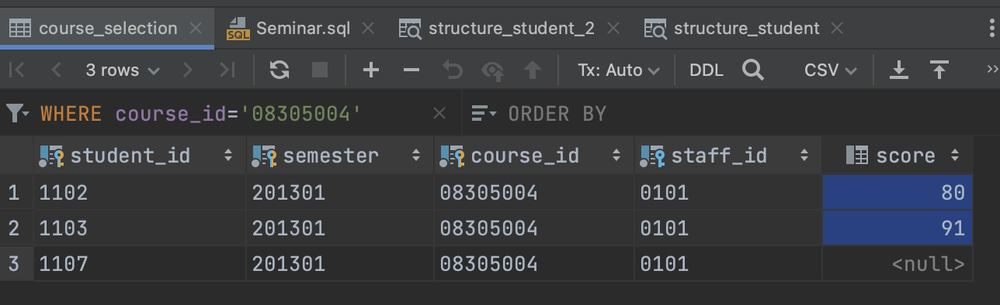 course_selection Seminar.sql structure_student_2 structure_student
SQL
3 rows Tx: Auto DDL CSV
WHERE course_id='08305004' ORDER BY
student_id semester course_id staff_id score
1 1102 201301 08305004 0101 80
2 1103 201301 08305004 0101 91
3 1107 201301 08305004 0101 <null>